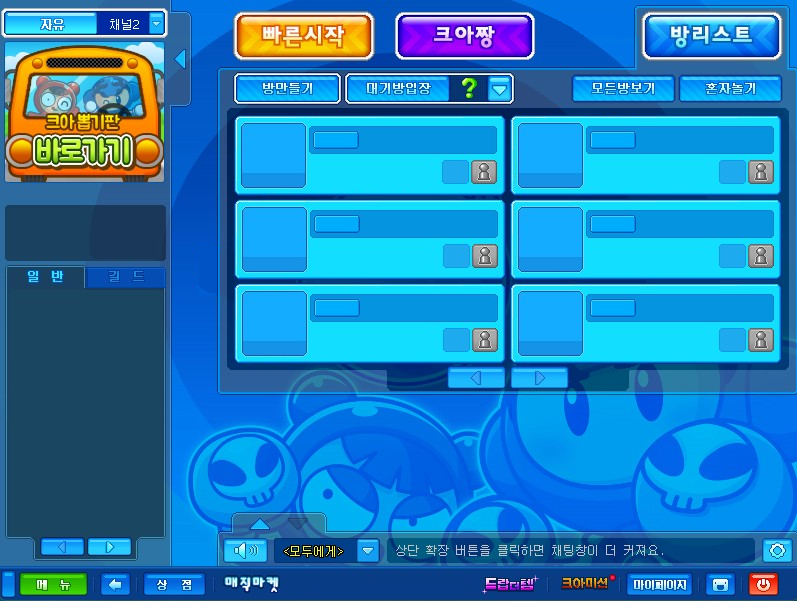 자유 채널2
빠른시작 크아짱 방리스트
방만들기 대기방입장 ? 모든방보기 혼자놀기
크아뽑기판
바로가기
일 반 길 드
<모두에게> 상단 확장 버튼을 클릭하면 채팅창이 더 커져요.
메 뉴 상 점 매직마켓 드랍더템 크아미션 마이페이지